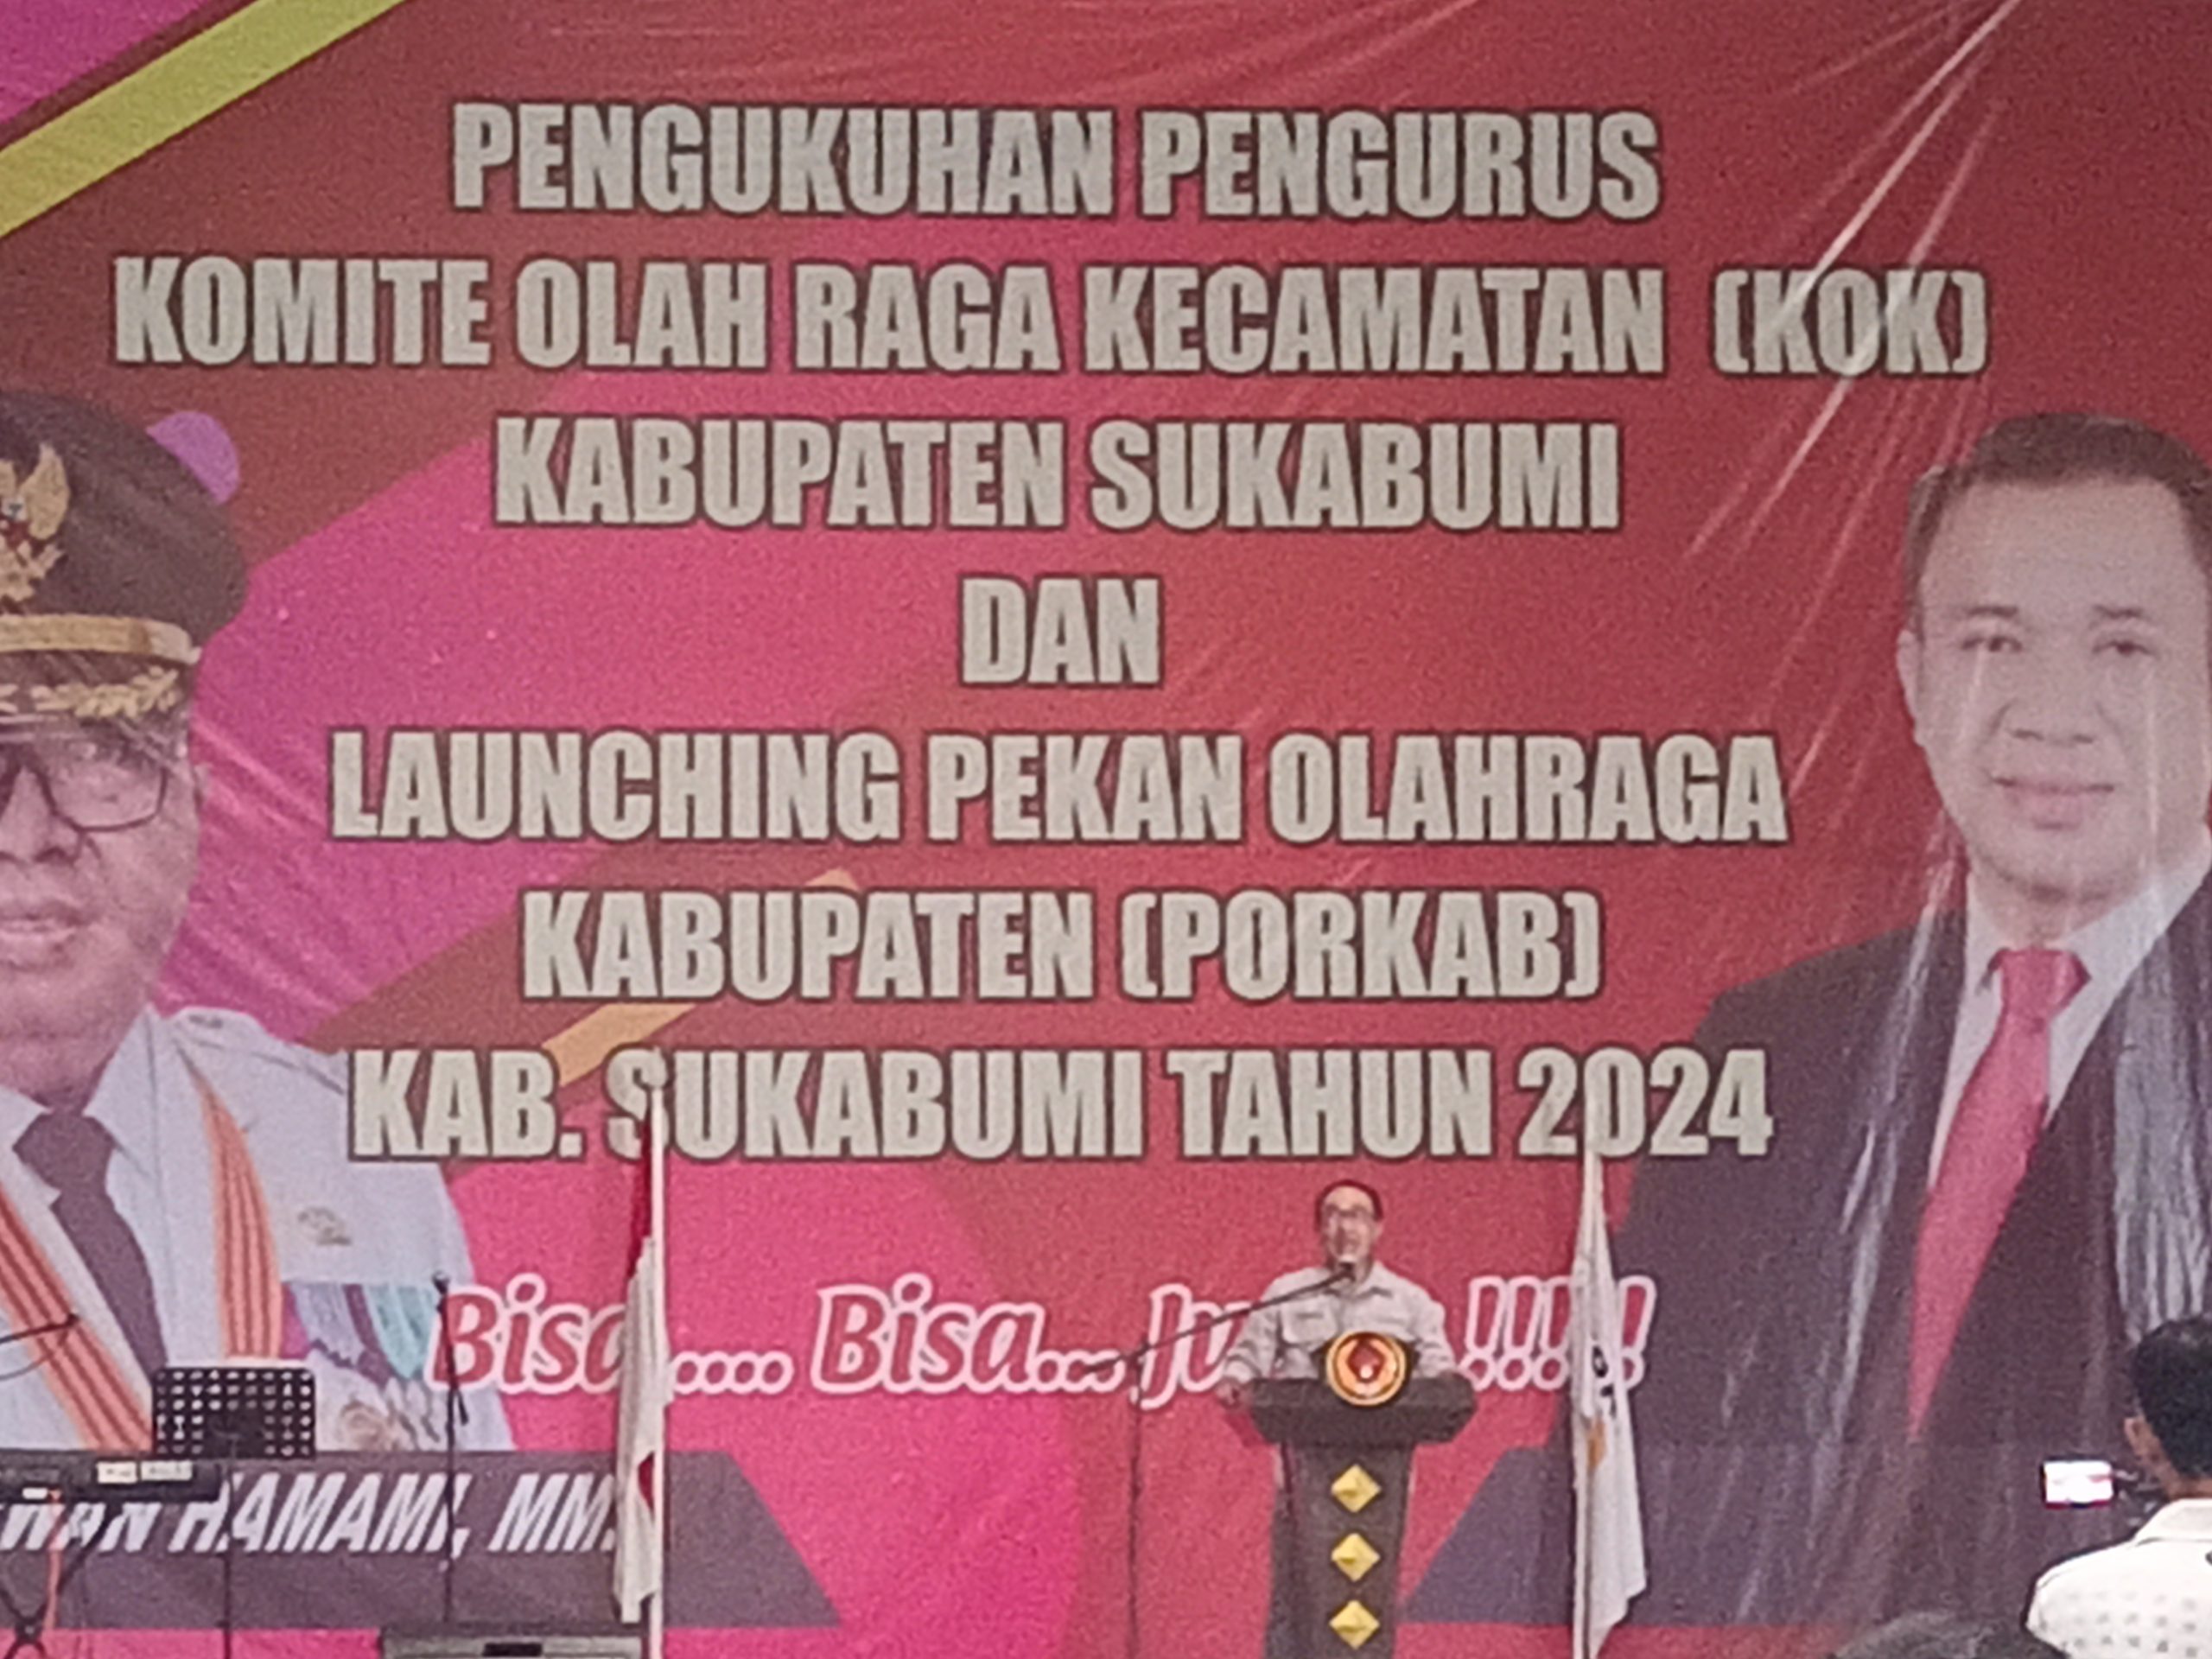 PENGUKUHAN PENGURUS
KOMITE OLAH RAGA KECAMATAN (KOK)
KABUPATEN SUKABUMI
DAN
LAUNCHING PEKAN OLAHRAGA
KABUPATEN (PORKAB)
KAB. SUKABUMI TAHUN 2024
Bisa.... Bisa... !!!!!
WAN HAMAMI, MM.